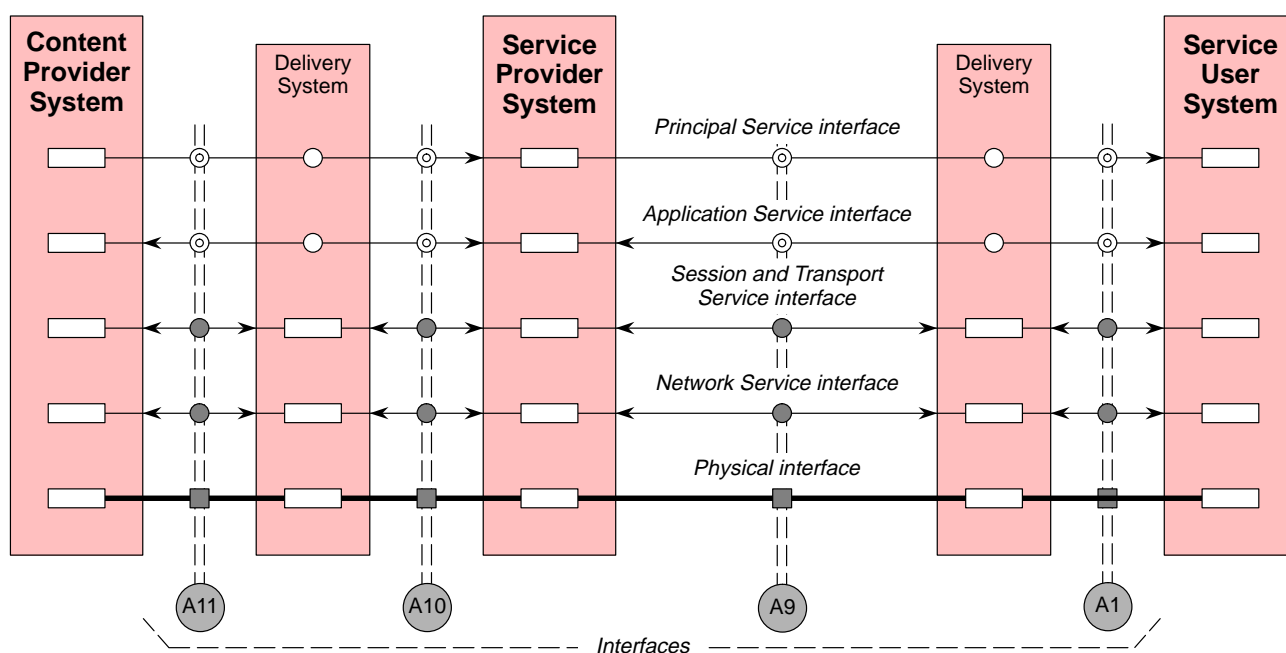 Content
Provider
System
Delivery
System
Service
Provider
System
Delivery
System
Service
User
System
Principal Service interface
Application Service interface
Session and Transport
Service interface
Network Service interface
Physical interface
A11
A10
A9
A1
Interfaces